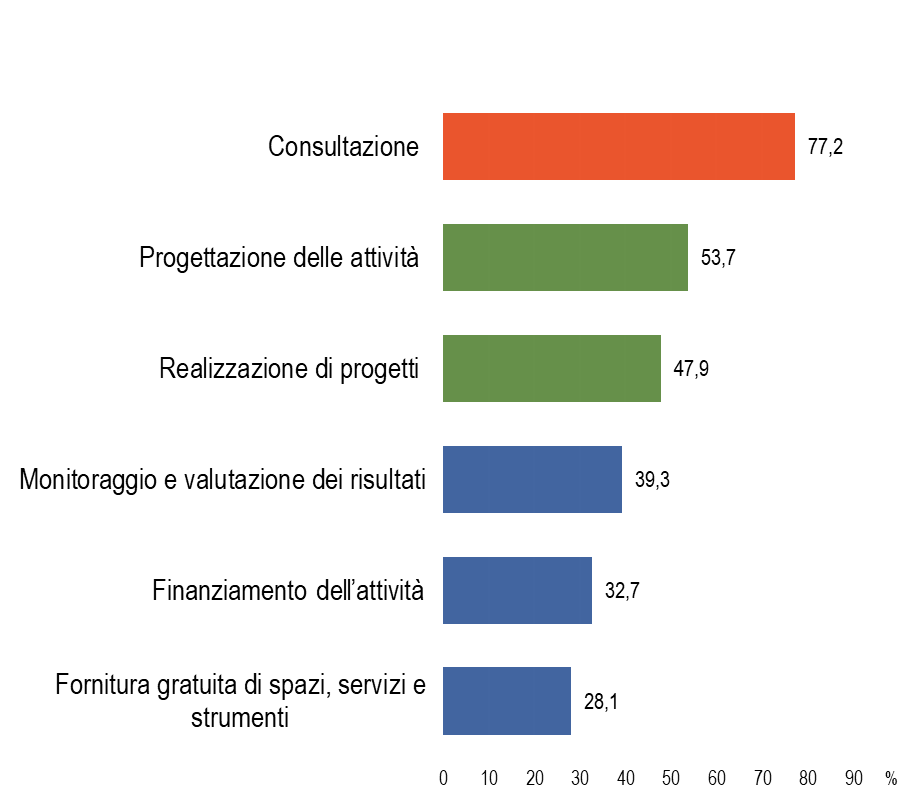 Consultazione
77,2
Progettazione delle attività
53,7
Realizzazione di progetti
47,9
Monitoraggio e valutazione dei risultati
39,3
Finanziamento dell’attività
32,7
Fornitura gratuita di spazi, servizi e
strumenti
28,1
0 10 20 30 40 50 60 70 80 90 %